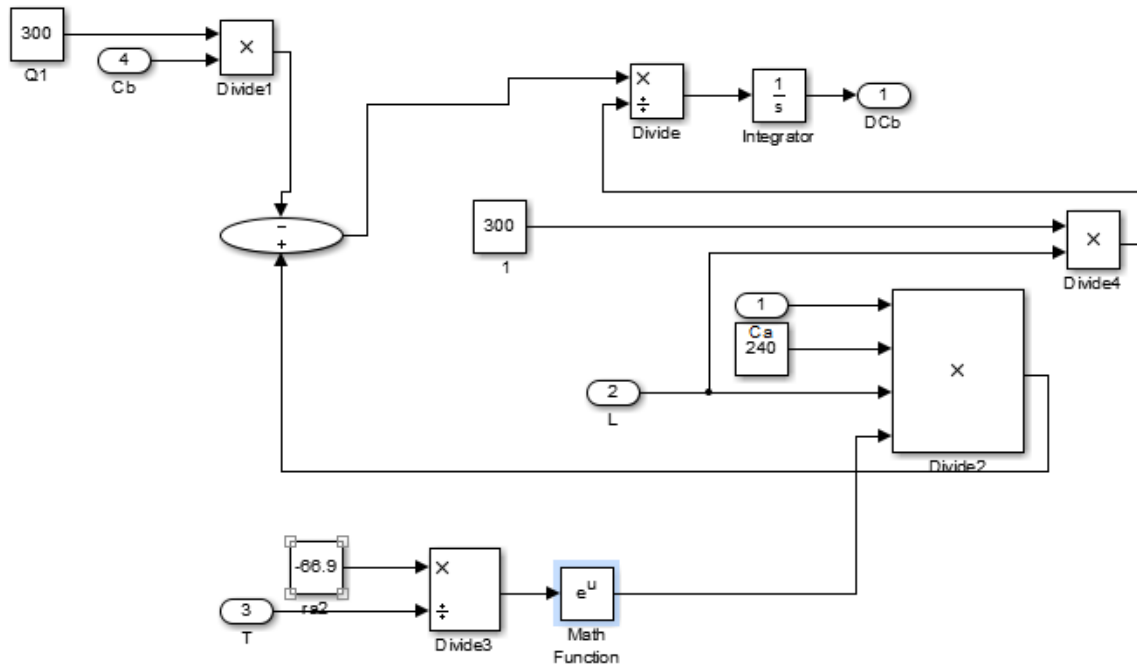 300
Q1
4
Cb
×
Divide1
×
÷
Divide
1
s
Integrator
1
DCb
−
+
300
1
×
Divide4
1
Ca
240
2
L
×
Divide2
-66.9
ra2
3
T
×
÷
Divide3
e^u
Math
Function